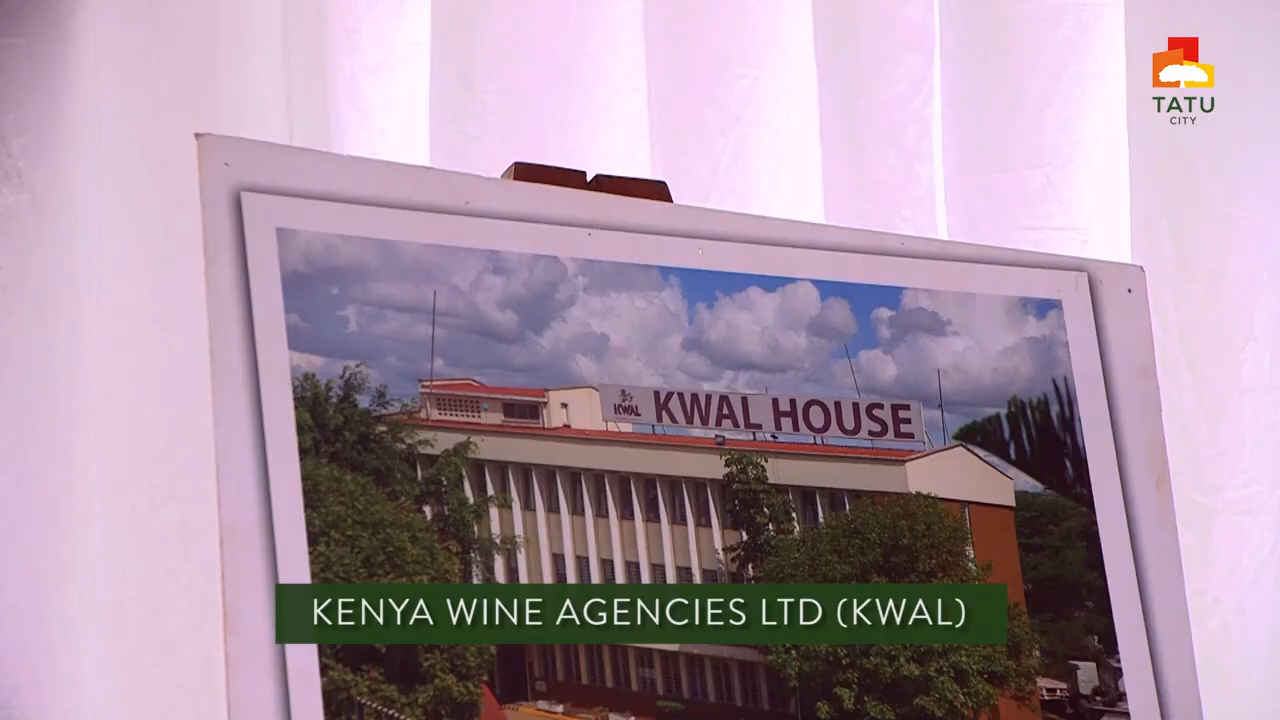 TATU
CITY
KWAL
KWAL HOUSE
KENYA WINE AGENCIES LTD (KWAL)